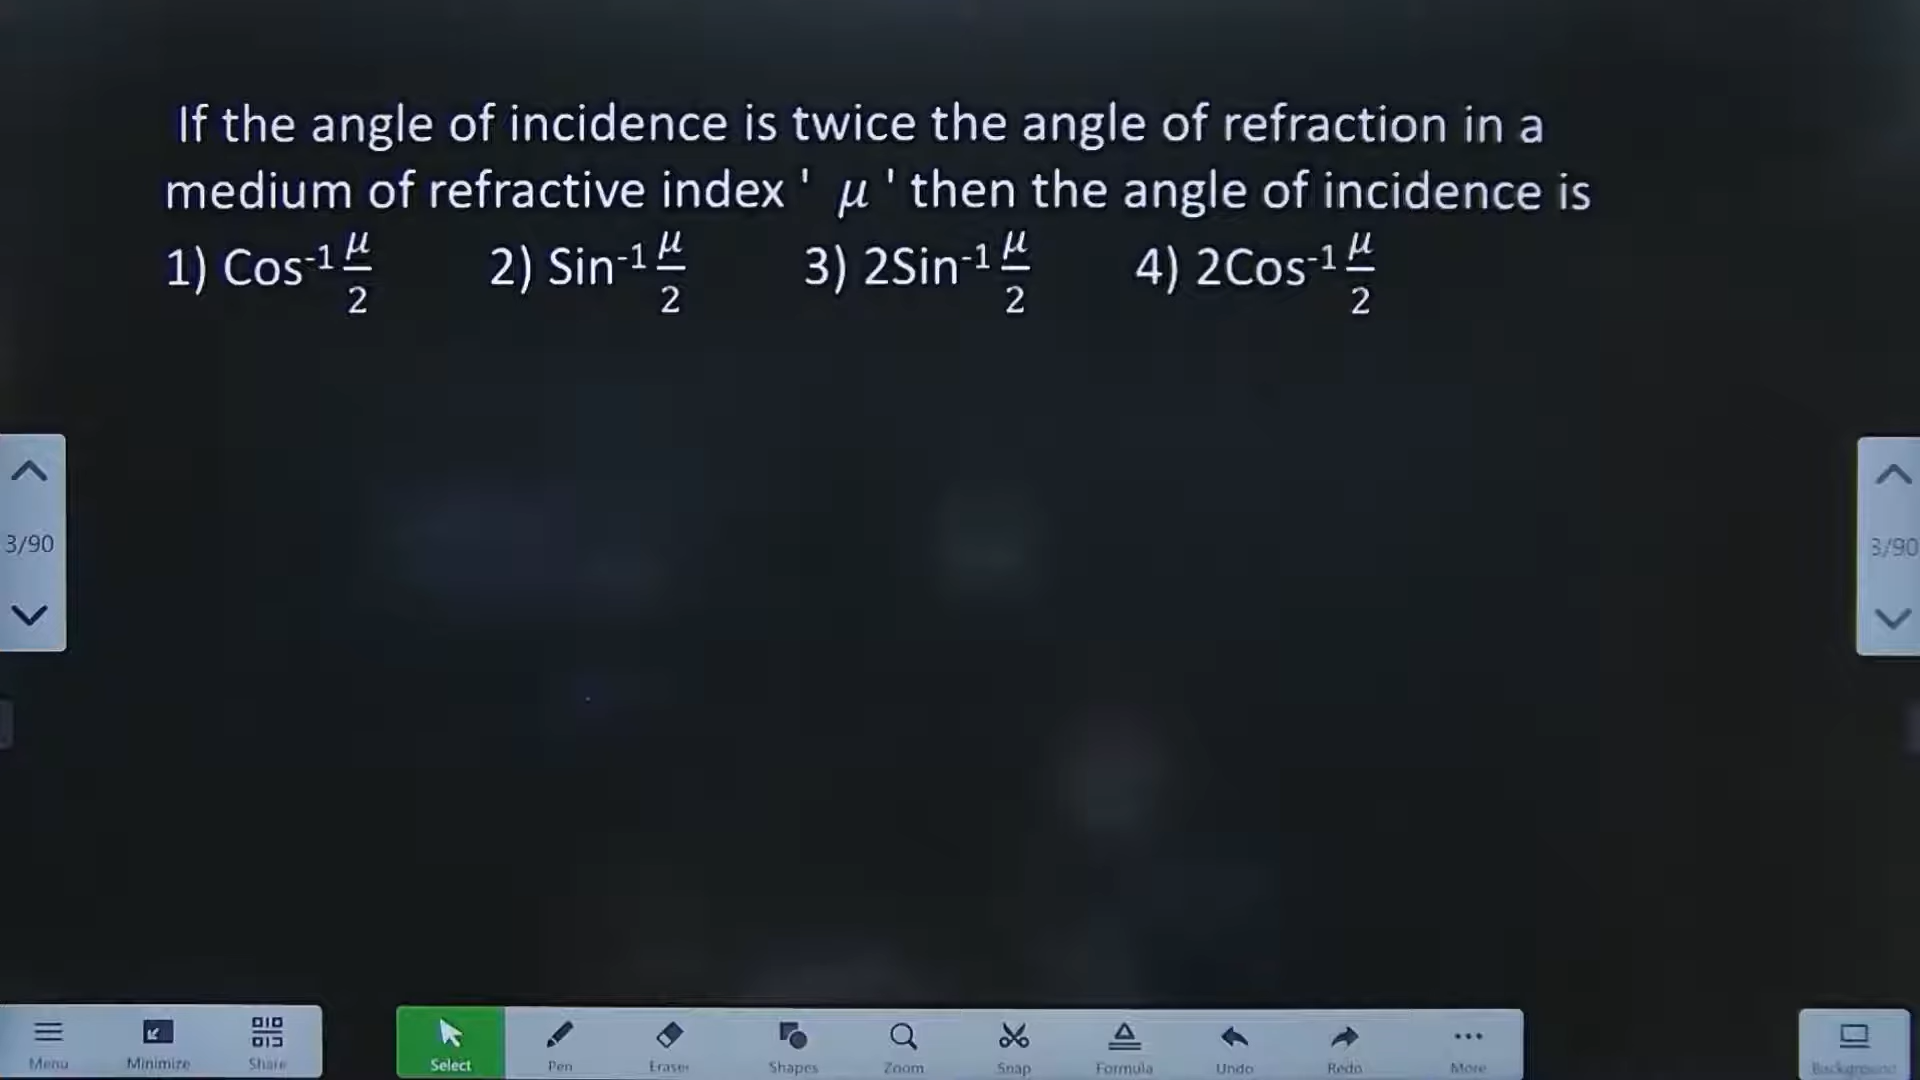 If the angle of incidence is twice the angle of refraction in a
medium of refractive index ' μ ' then the angle of incidence is
1) Cos⁻¹ μ/2 2) Sin⁻¹ μ/2 3) 2Sin⁻¹ μ/2 4) 2Cos⁻¹ μ/2
3/90
3/90
Menu Minimize Share Select Pen Eraser Shapes Zoom Snap Formula Undo Redo More Background